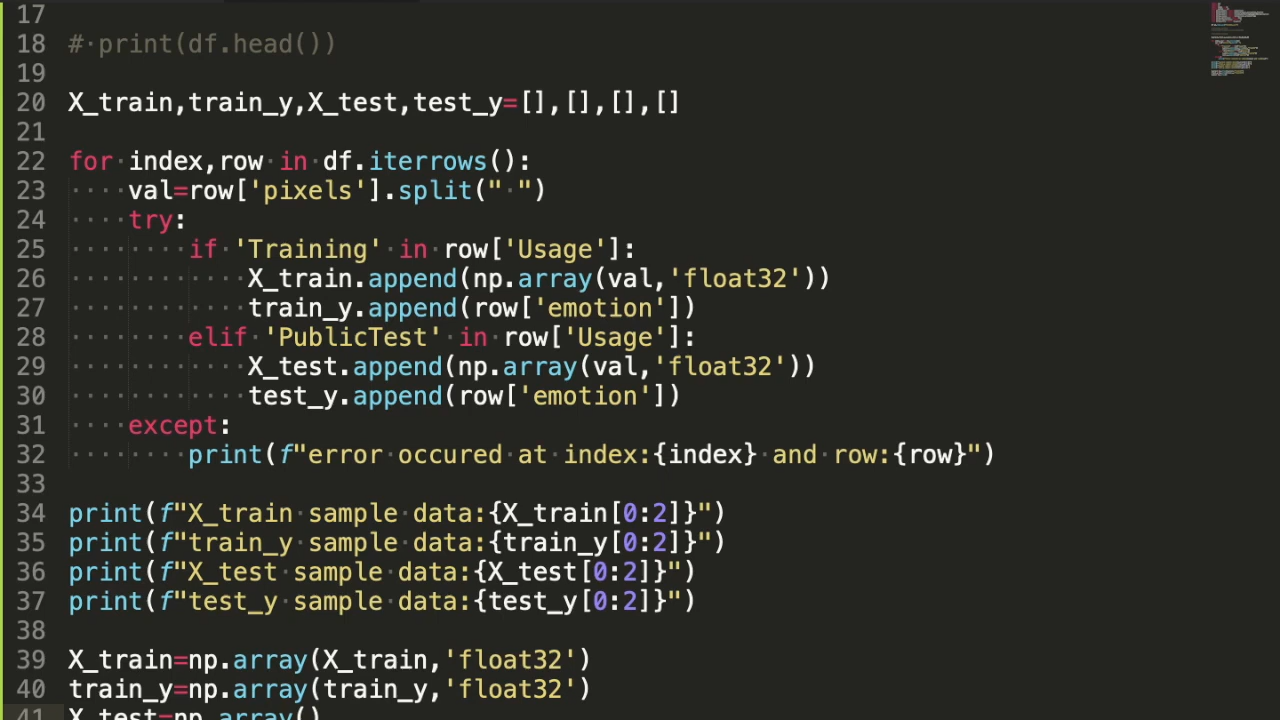 17
18 # print(df.head())
19
20 X_train,train_y,X_test,test_y=[],[],[],[]
21
22 for index,row in df.iterrows():
23     val=row['pixels'].split(" ")
24     try:
25         if 'Training' in row['Usage']:
26             X_train.append(np.array(val,'float32'))
27             train_y.append(row['emotion'])
28         elif 'PublicTest' in row['Usage']:
29             X_test.append(np.array(val,'float32'))
30             test_y.append(row['emotion'])
31     except:
32         print(f"error occured at index:{index} and row:{row}")
33
34 print(f"X_train sample data:{X_train[0:2]}")
35 print(f"train_y sample data:{train_y[0:2]}")
36 print(f"X_test sample data:{X_test[0:2]}")
37 print(f"test_y sample data:{test_y[0:2]}")
38
39 X_train=np.array(X_train,'float32')
40 train_y=np.array(train_y,'float32')
41 X_test=np.array()